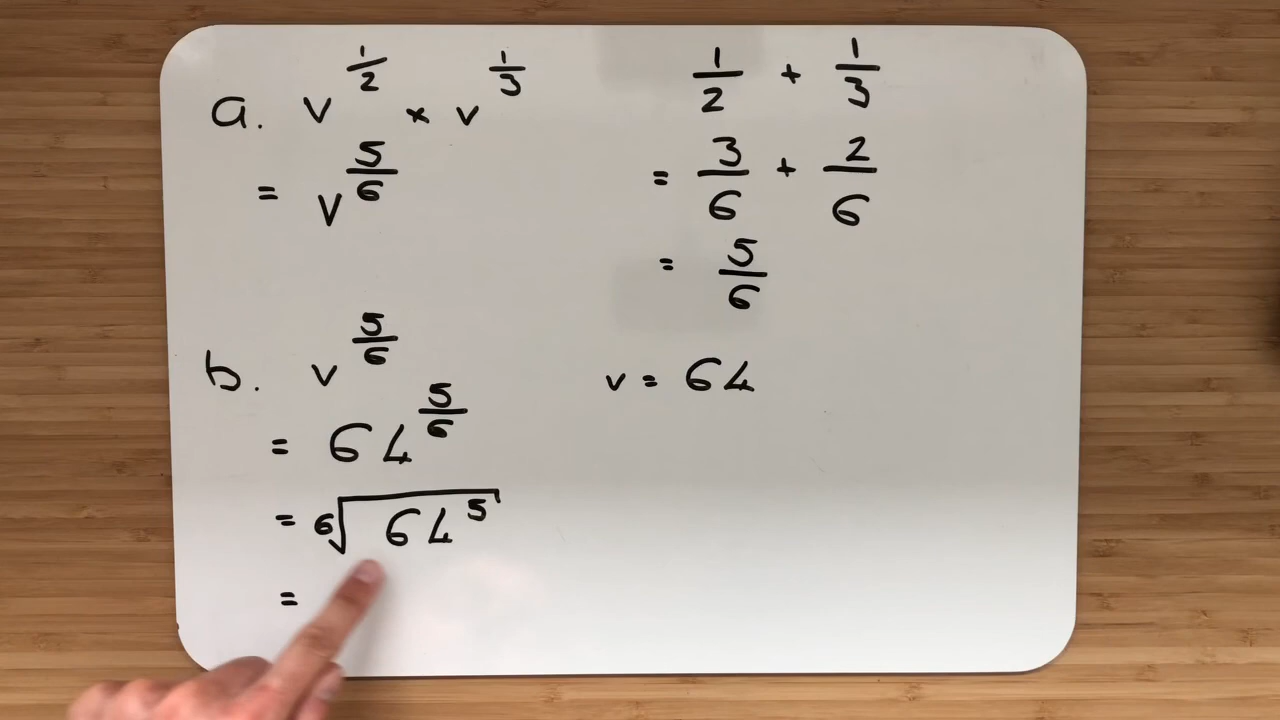 a. v^(1/2) × v^(1/3)
= v^(5/6)
1/2 + 1/3
= 3/6 + 2/6
= 5/6
b. v^(5/6)
v = 64
= 64^(5/6)
= ⁶√64⁵
=